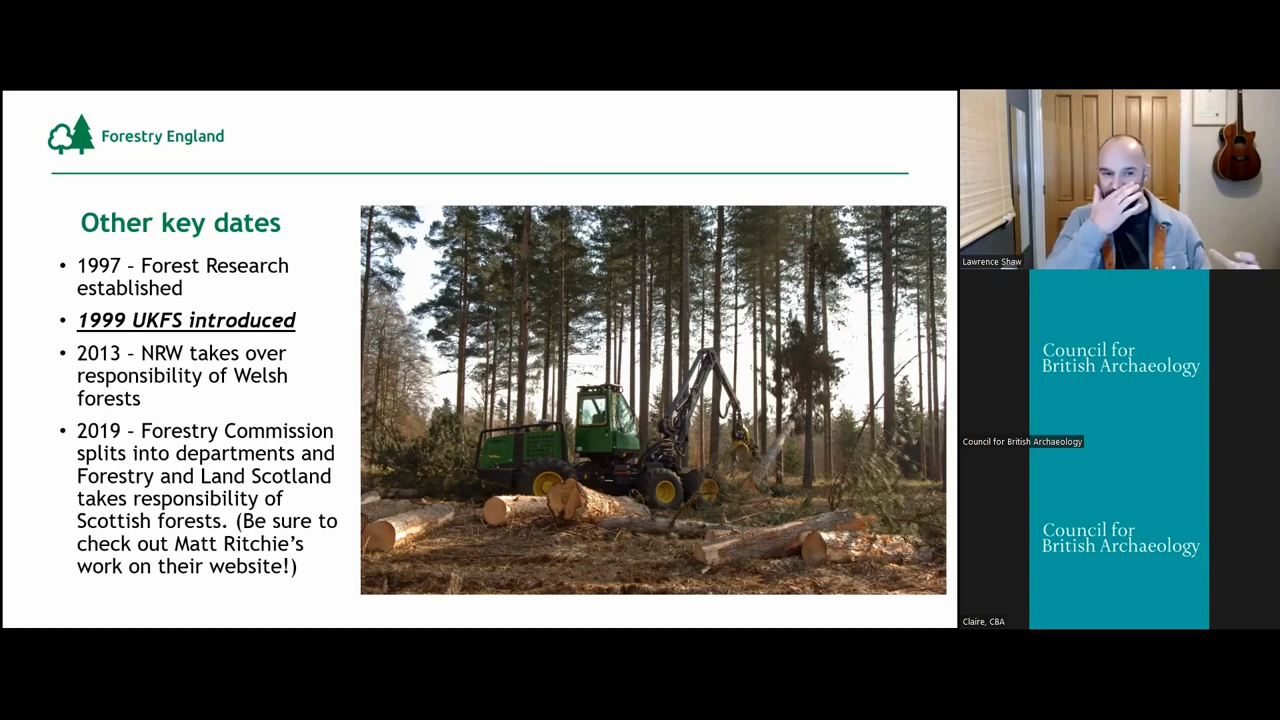 Forestry England
Other key dates
• 1997 – Forest Research
established
• 1999 UKFS introduced
• 2013 – NRW takes over
responsibility of Welsh
forests
• 2019 – Forestry Commission
splits into departments and
Forestry and Land Scotland
takes responsibility of
Scottish forests. (Be sure to
check out Matt Ritchie's
work on their website!)
Lawrence Shaw
Council for
British Archaeology
Council for British Archaeology
Council for
British Archaeology
Claire, CBA